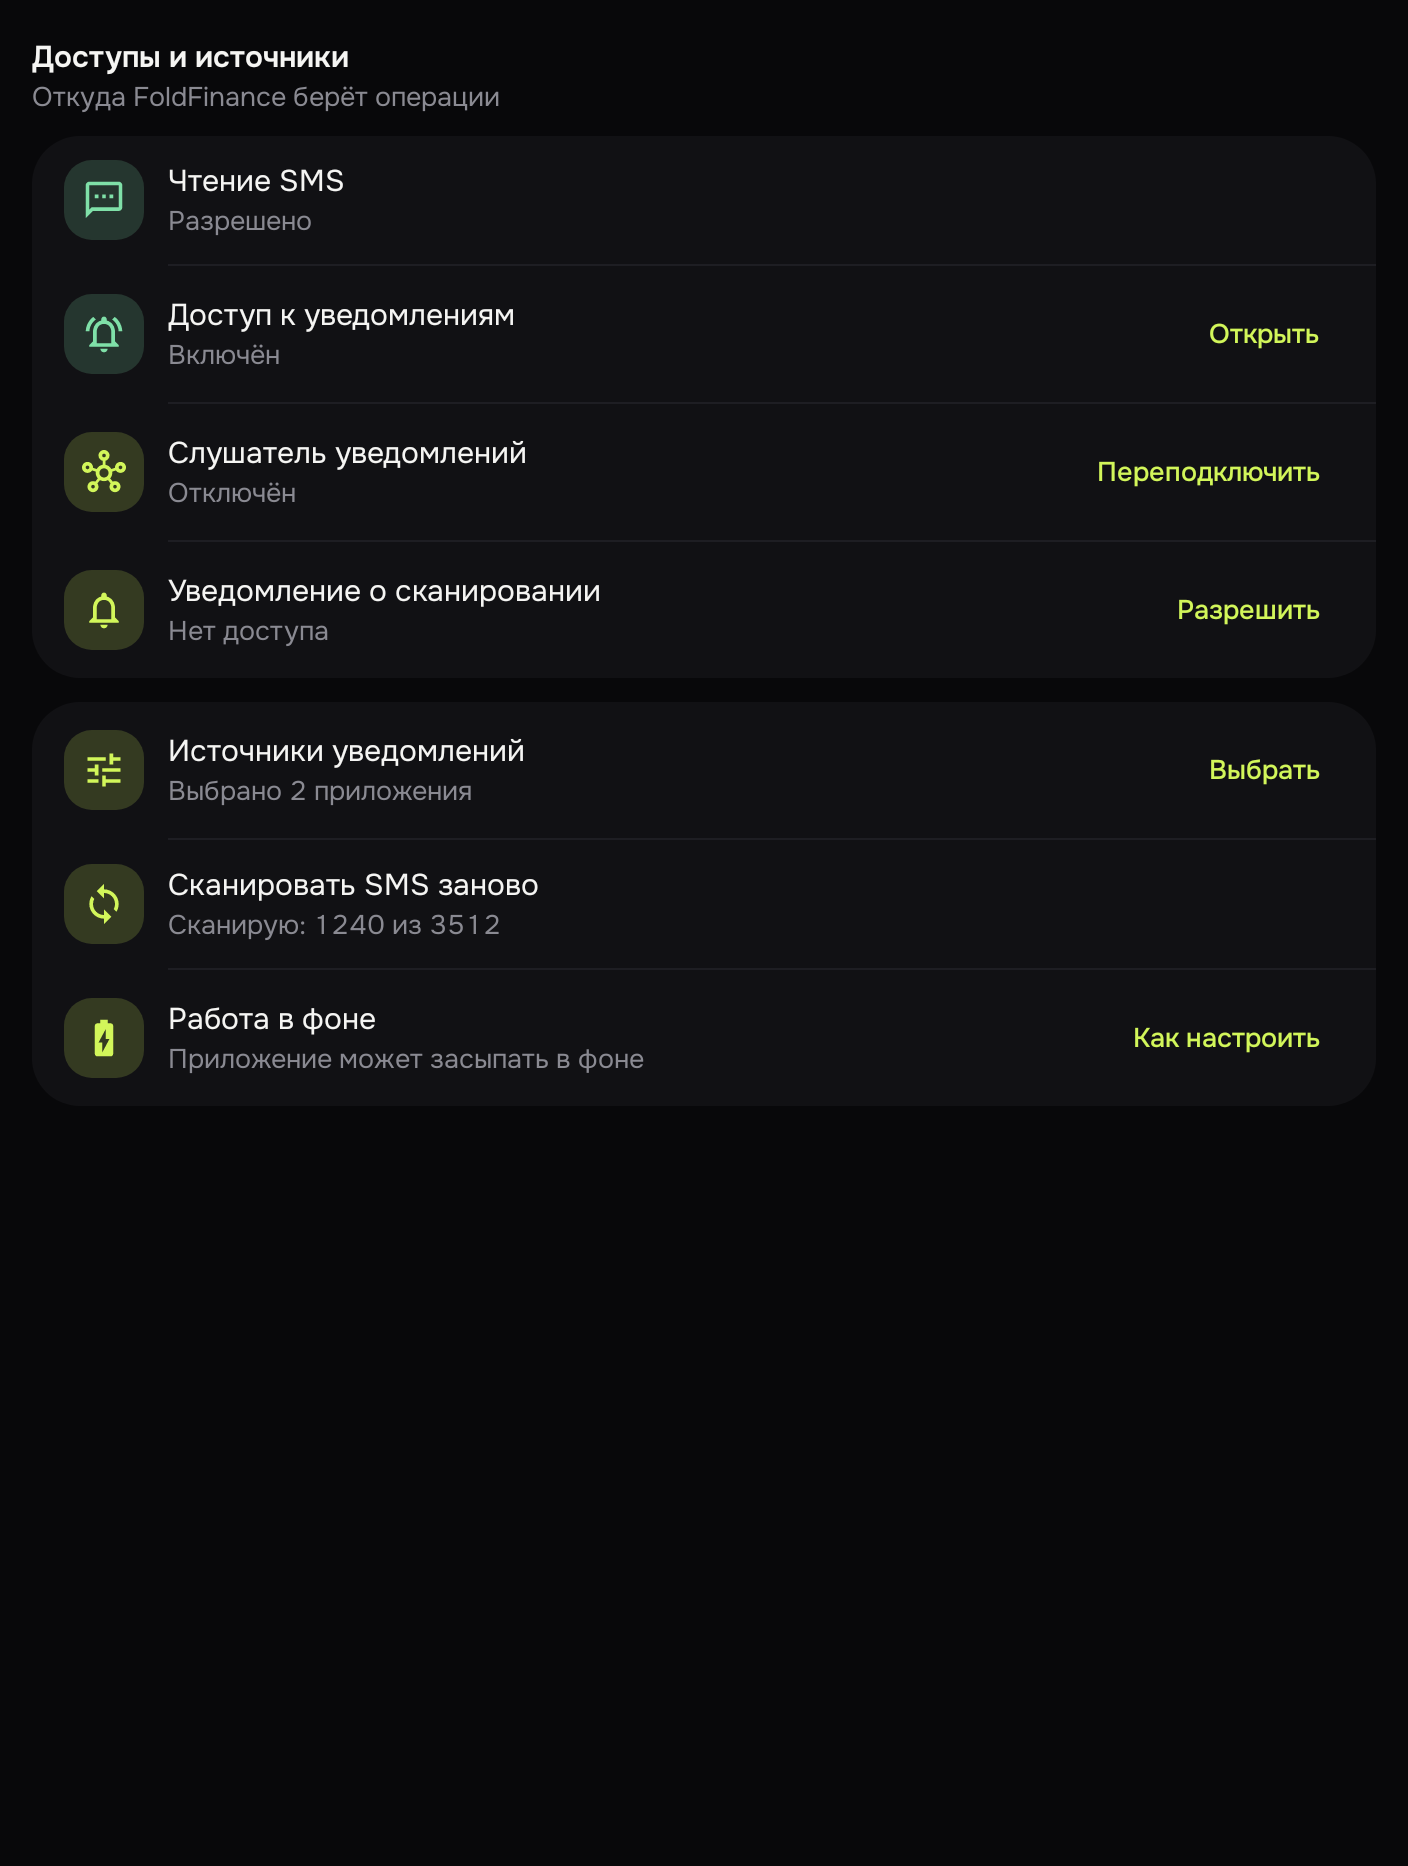 Доступы и источники
Откуда FoldFinance берёт операции
Чтение SMS
Разрешено
Доступ к уведомлениям
Включён
Открыть
Слушатель уведомлений
Отключён
Переподключить
Уведомление о сканировании
Нет доступа
Разрешить
Источники уведомлений
Выбрано 2 приложения
Выбрать
Сканировать SMS заново
Сканирую: 1240 из 3512
Работа в фоне
Приложение может засыпать в фоне
Как настроить